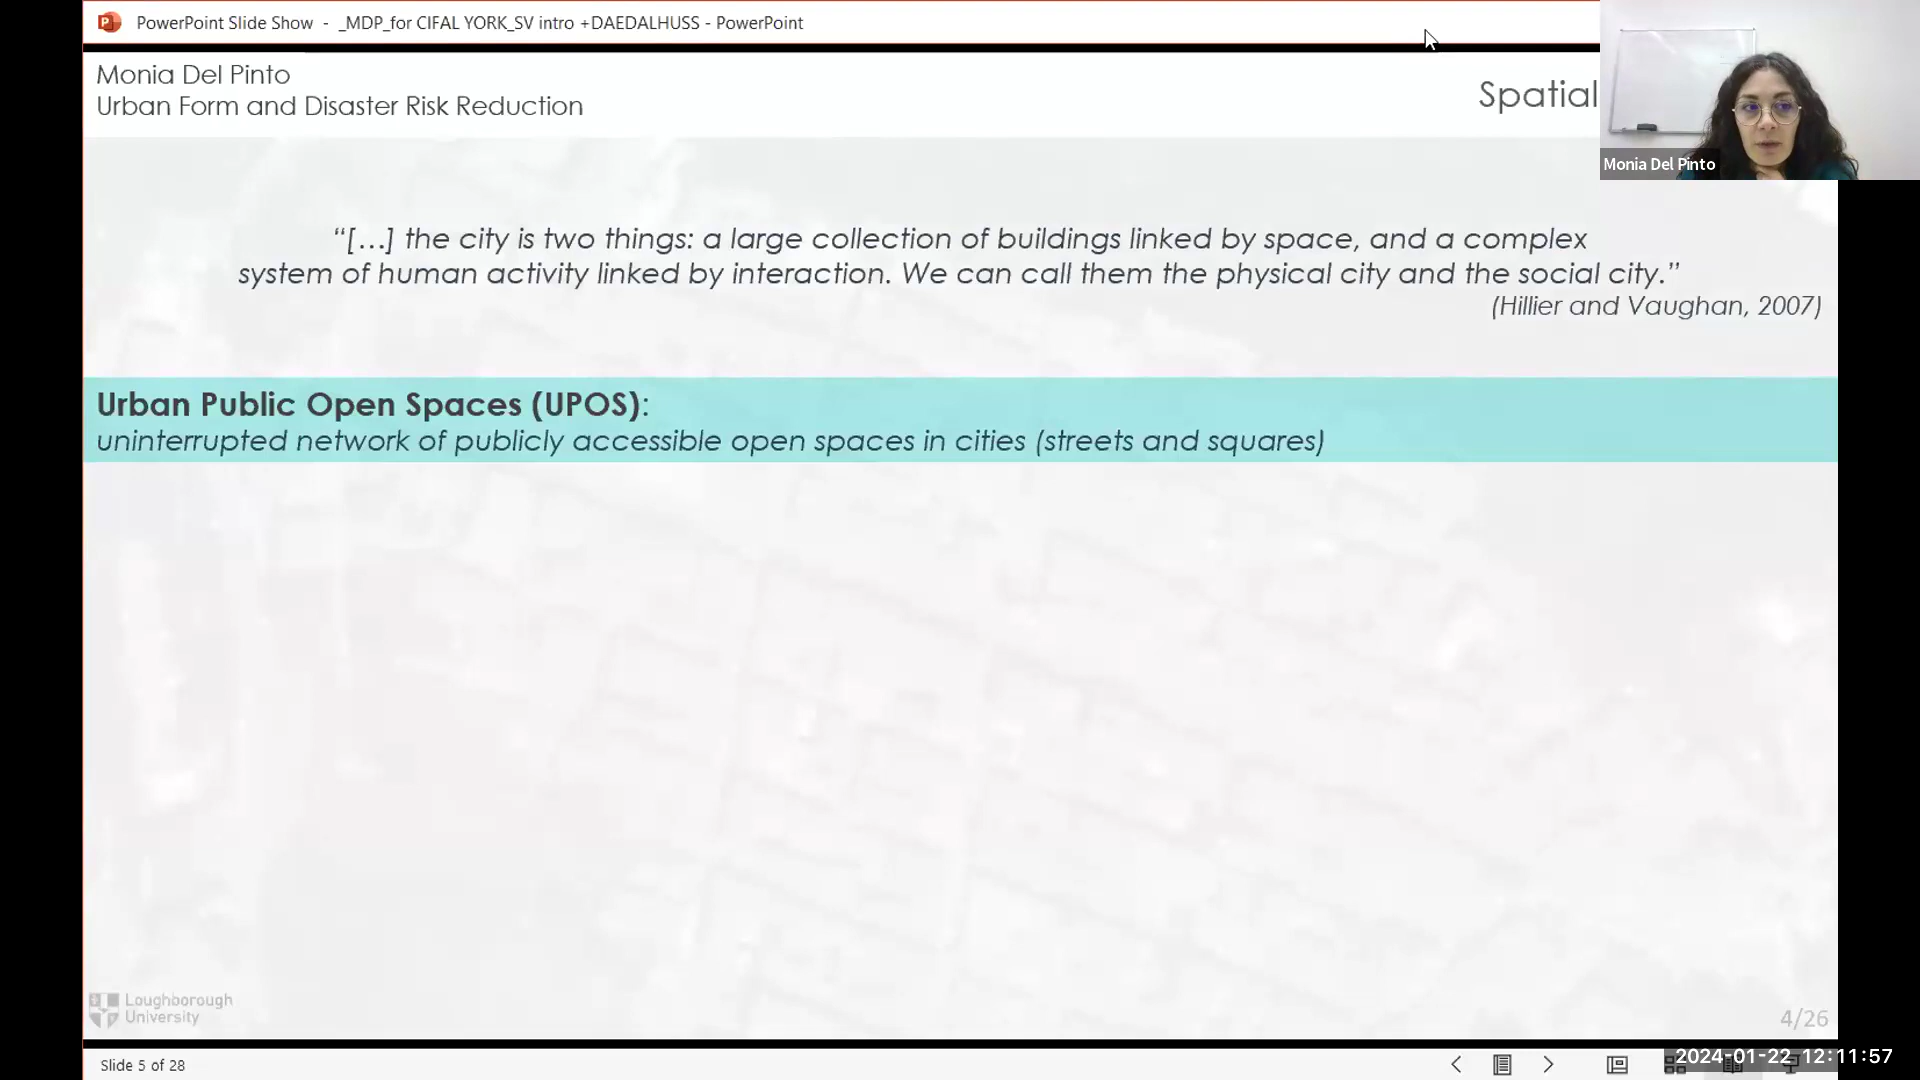 PowerPoint Slide Show - _MDP_for CIFAL YORK_SV intro +DAEDALHUSS - PowerPoint
Monia Del Pinto
Urban Form and Disaster Risk Reduction
Spatial
Monia Del Pinto
“[…] the city is two things: a large collection of buildings linked by space, and a complex
system of human activity linked by interaction. We can call them the physical city and the social city.”
(Hillier and Vaughan, 2007)
Urban Public Open Spaces (UPOS):
uninterrupted network of publicly accessible open spaces in cities (streets and squares)
Loughborough
University
4/26
Slide 5 of 28
2024-01-22 12:11:57